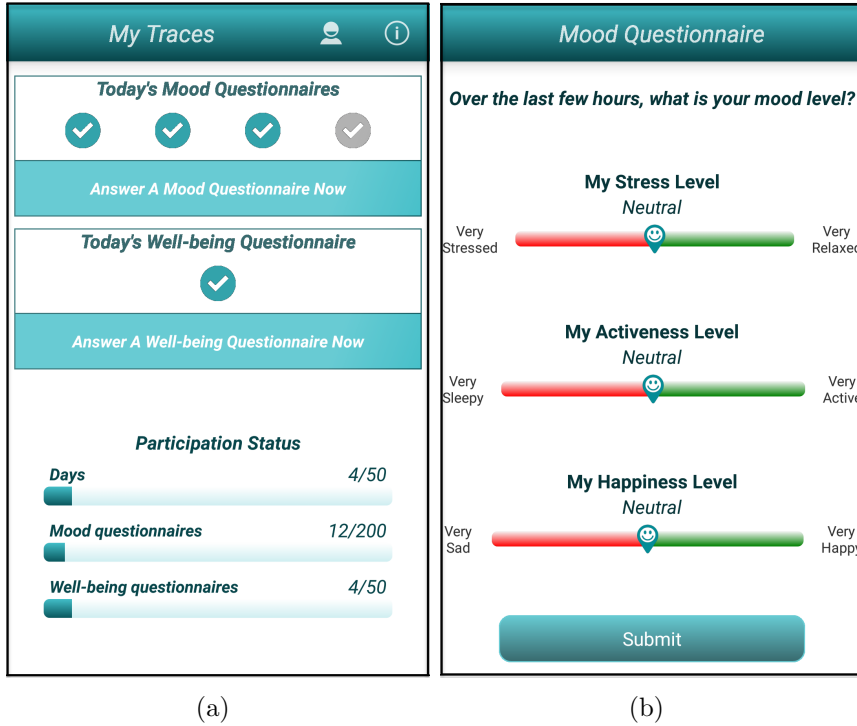 My Traces
Today's Mood Questionnaires
Answer A Mood Questionnaire Now
Today's Well-being Questionnaire
Answer A Well-being Questionnaire Now
Participation Status
Days 4/50
Mood questionnaires 12/200
Well-being questionnaires 4/50
(a)
Mood Questionnaire
Over the last few hours, what is your mood level?
My Stress Level
Neutral
Very Stressed
Very Relaxed
My Activeness Level
Neutral
Very Sleepy
Very Active
My Happiness Level
Neutral
Very Sad
Very Happy
Submit
(b)